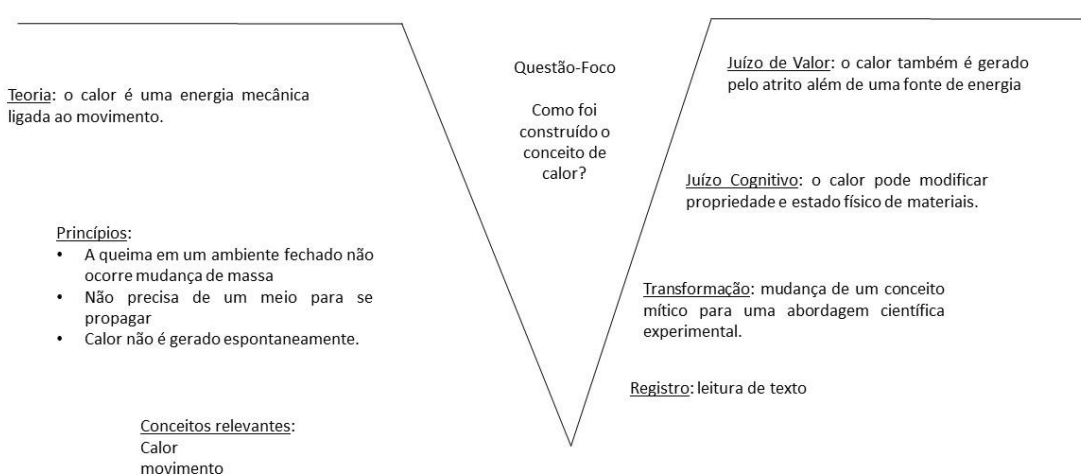 Teoria: o calor é uma energia mecânica
ligada ao movimento.
Princípios:
• A queima em um ambiente fechado não
ocorre mudança de massa
• Não precisa de um meio para se
propagar
• Calor não é gerado espontaneamente.
Conceitos relevantes:
Calor
movimento
Questão-Foco
Como foi
construído o
conceito de
calor?
Juízo de Valor: o calor também é gerado
pelo atrito além de uma fonte de energia
Juízo Cognitivo: o calor pode modificar
propriedade e estado físico de materiais.
Transformação: mudança de um conceito
mítico para uma abordagem científica
experimental.
Registro: leitura de texto